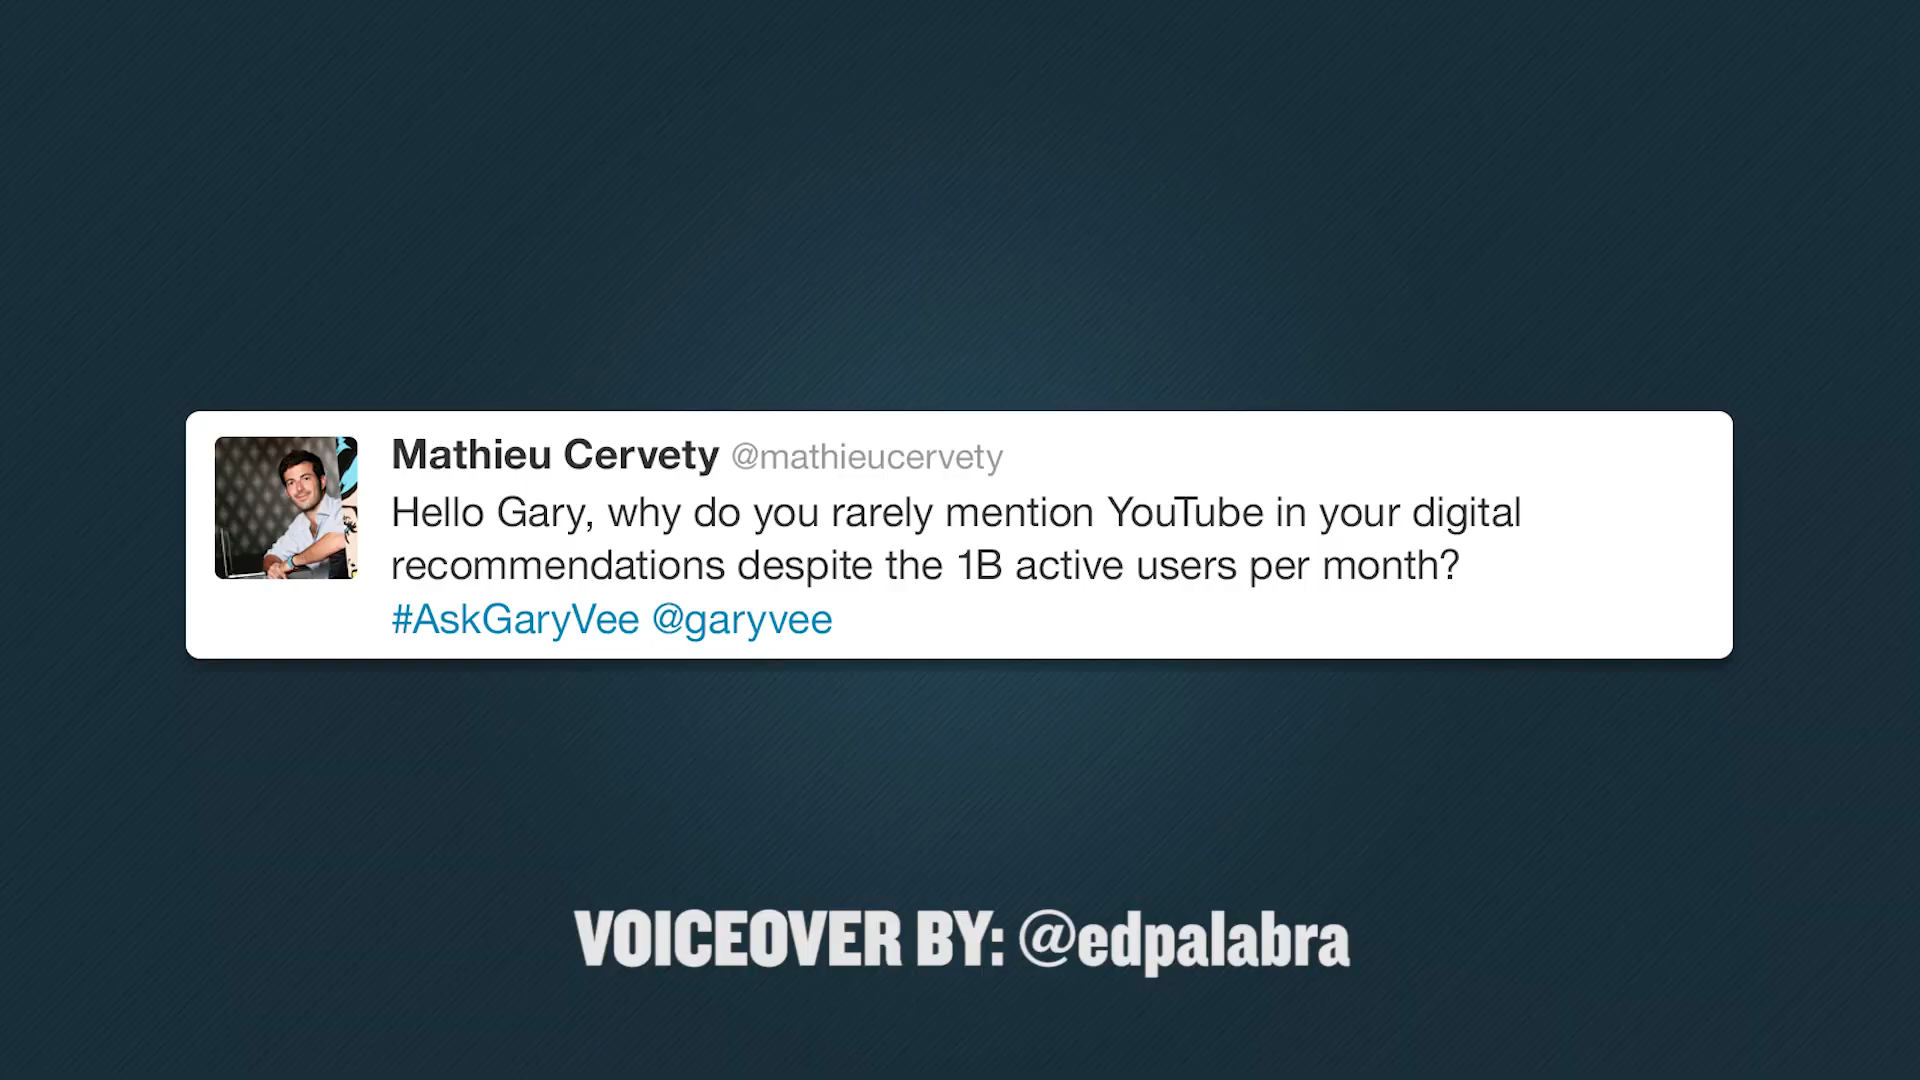 Mathieu Cervety @mathieucervety
Hello Gary, why do you rarely mention YouTube in your digital
recommendations despite the 1B active users per month?
#AskGaryVee @garyvee
VOICEOVER BY: @edpalabra